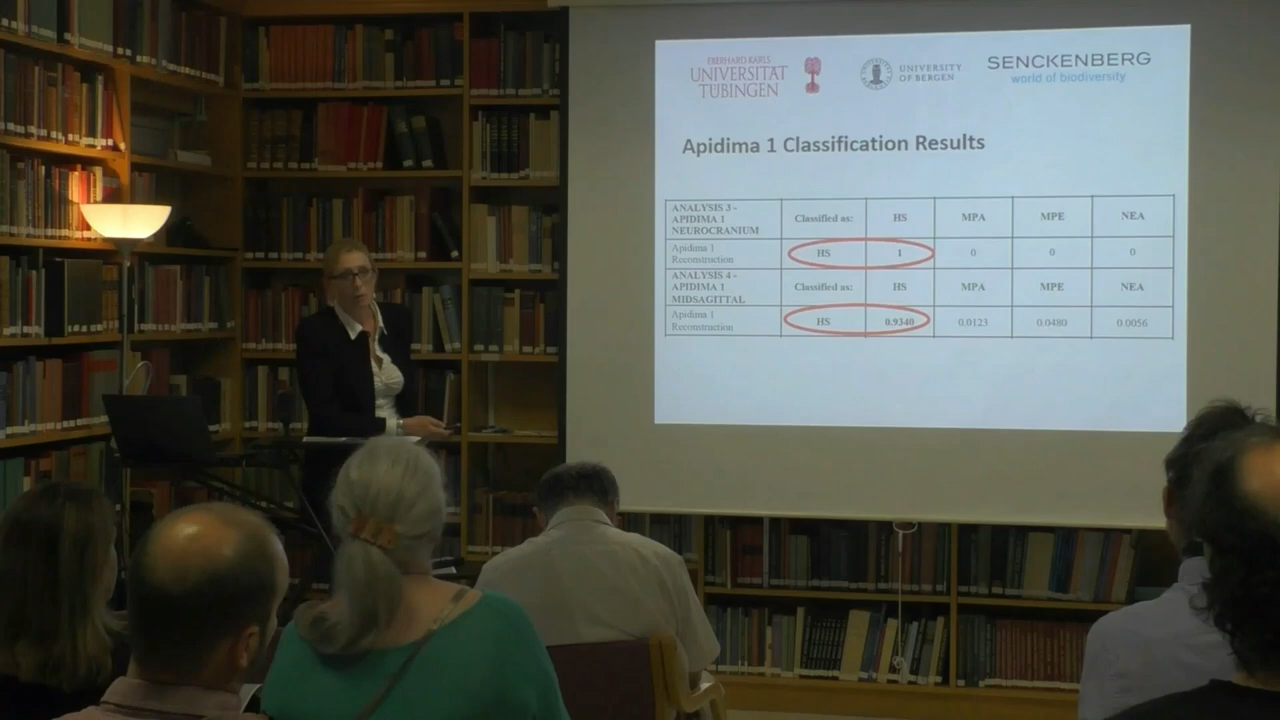 EBERHARD KARLS
UNIVERSITÄT
TÜBINGEN
UNIVERSITY
OF BERGEN
SENCKENBERG
world of biodiversity
Apidima 1 Classification Results
ANALYSIS 3 -
APIDIMA 1
NEUROCRANIUM
Classified as: HS MPA MPE NEA
Apidima 1
Reconstruction
HS 1 0 0 0
ANALYSIS 4 -
APIDIMA 1
MIDSAGITTAL
Classified as: HS MPA MPE NEA
Apidima 1
Reconstruction
HS 0.9340 0.0123 0.0480 0.0056